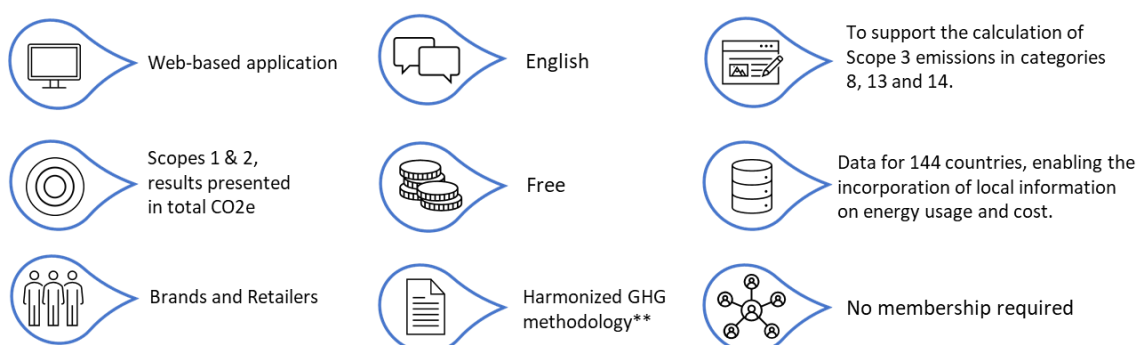 Web-based application
English
To support the calculation of
Scope 3 emissions in categories
8, 13 and 14.
Scopes 1 & 2,
results presented
in total CO2e
Free
Data for 144 countries, enabling the
incorporation of local information
on energy usage and cost.
Brands and Retailers
Harmonized GHG
methodology**
No membership required